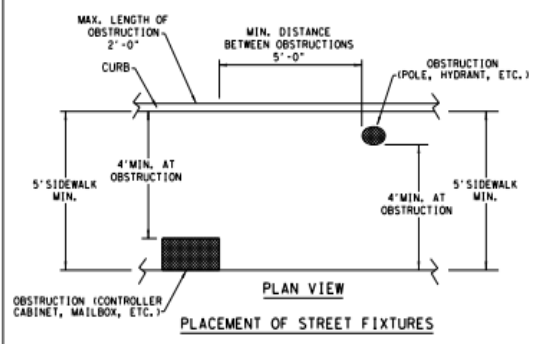 MAX. LENGTH OF
OBSTRUCTION
2'-0"
CURB
MIN. DISTANCE
BETWEEN OBSTRUCTIONS
5'-0"
OBSTRUCTION
(POLE, HYDRANT, ETC.)
5'SIDEWALK
MIN.
4'MIN. AT
OBSTRUCTION
4'MIN. AT
OBSTRUCTION
5'SIDEWALK
MIN.
OBSTRUCTION (CONTROLLER
CABINET, MAILBOX, ETC.)
PLAN VIEW
PLACEMENT OF STREET FIXTURES